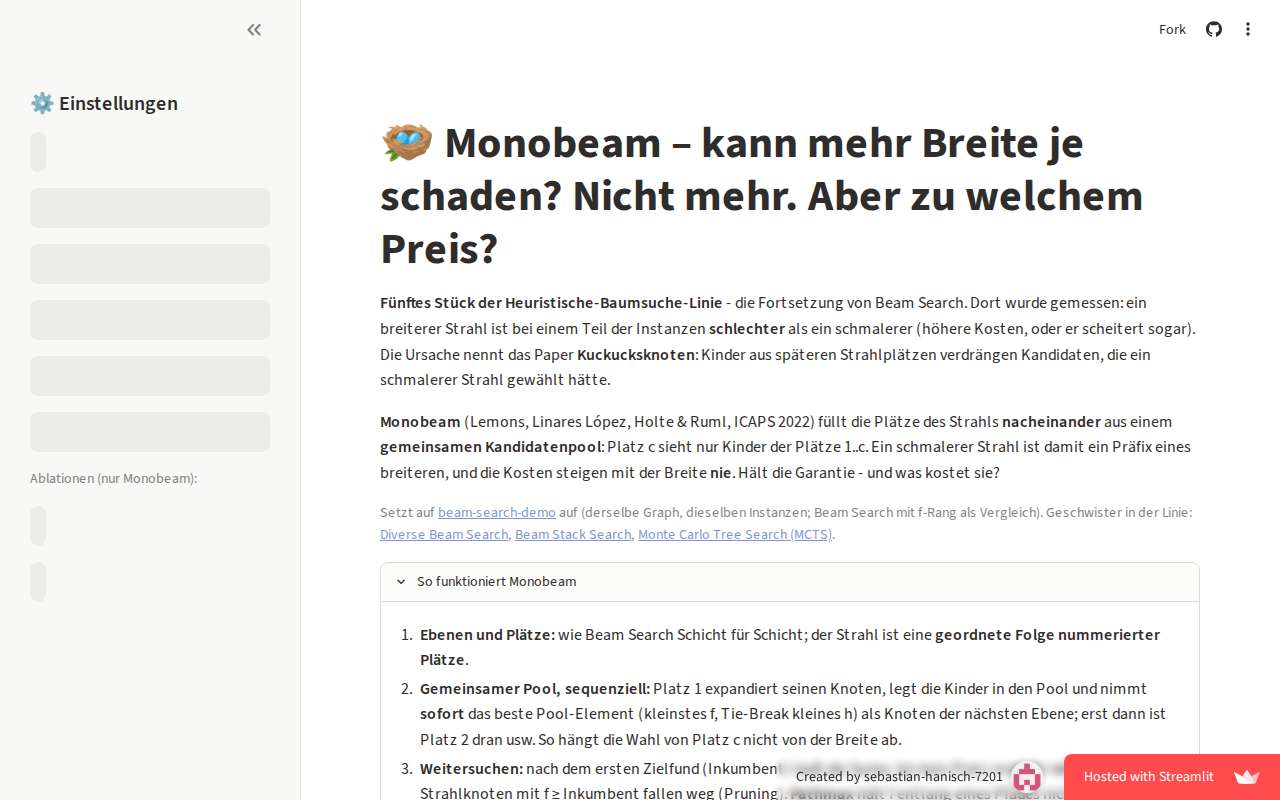 Fork
Einstellungen
Monobeam – kann mehr Breite je
schaden? Nicht mehr. Aber zu welchem
Preis?
Fünftes Stück der Heuristische-Baumsuche-Linie - die Fortsetzung von Beam Search. Dort wurde gemessen: ein
breiterer Strahl ist bei einem Teil der Instanzen schlechter als ein schmalerer (höhere Kosten, oder er scheitert sogar).
Die Ursache nennt das Paper Kuckucksknoten: Kinder aus späteren Strahlplätzen verdrängen Kandidaten, die ein
schmalerer Strahl gewählt hätte.
Monobeam (Lemons, Linares López, Holte & Ruml, ICAPS 2022) füllt die Plätze des Strahls nacheinander aus einem
gemeinsamen Kandidatenpool: Platz c sieht nur Kinder der Plätze 1..c. Ein schmalerer Strahl ist damit ein Präfix eines
breiteren, und die Kosten steigen mit der Breite nie. Hält die Garantie - und was kostet sie?
Ablationen (nur Monobeam):
Setzt auf beam-search-demo auf (derselbe Graph, dieselben Instanzen; Beam Search mit f-Rang als Vergleich). Geschwister in der Linie:
Diverse Beam Search, Beam Stack Search, Monte Carlo Tree Search (MCTS).
So funktioniert Monobeam
1. Ebenen und Plätze: wie Beam Search Schicht für Schicht; der Strahl ist eine geordnete Folge nummerierter
Plätze.
2. Gemeinsamer Pool, sequenziell: Platz 1 expandiert seinen Knoten, legt die Kinder in den Pool und nimmt
sofort das beste Pool-Element (kleinstes f, Tie-Break kleines h) als Knoten der nächsten Ebene; erst dann ist
Platz 2 dran usw. So hängt die Wahl von Platz c nicht von der Breite ab.
3. Weitersuchen: nach dem ersten Zielfund (Inkumbent
Strahlknoten mit f ≥ Inkumbent fallen weg (Pruning).
Created by sebastian-hanisch-7201
Hosted with Streamlit